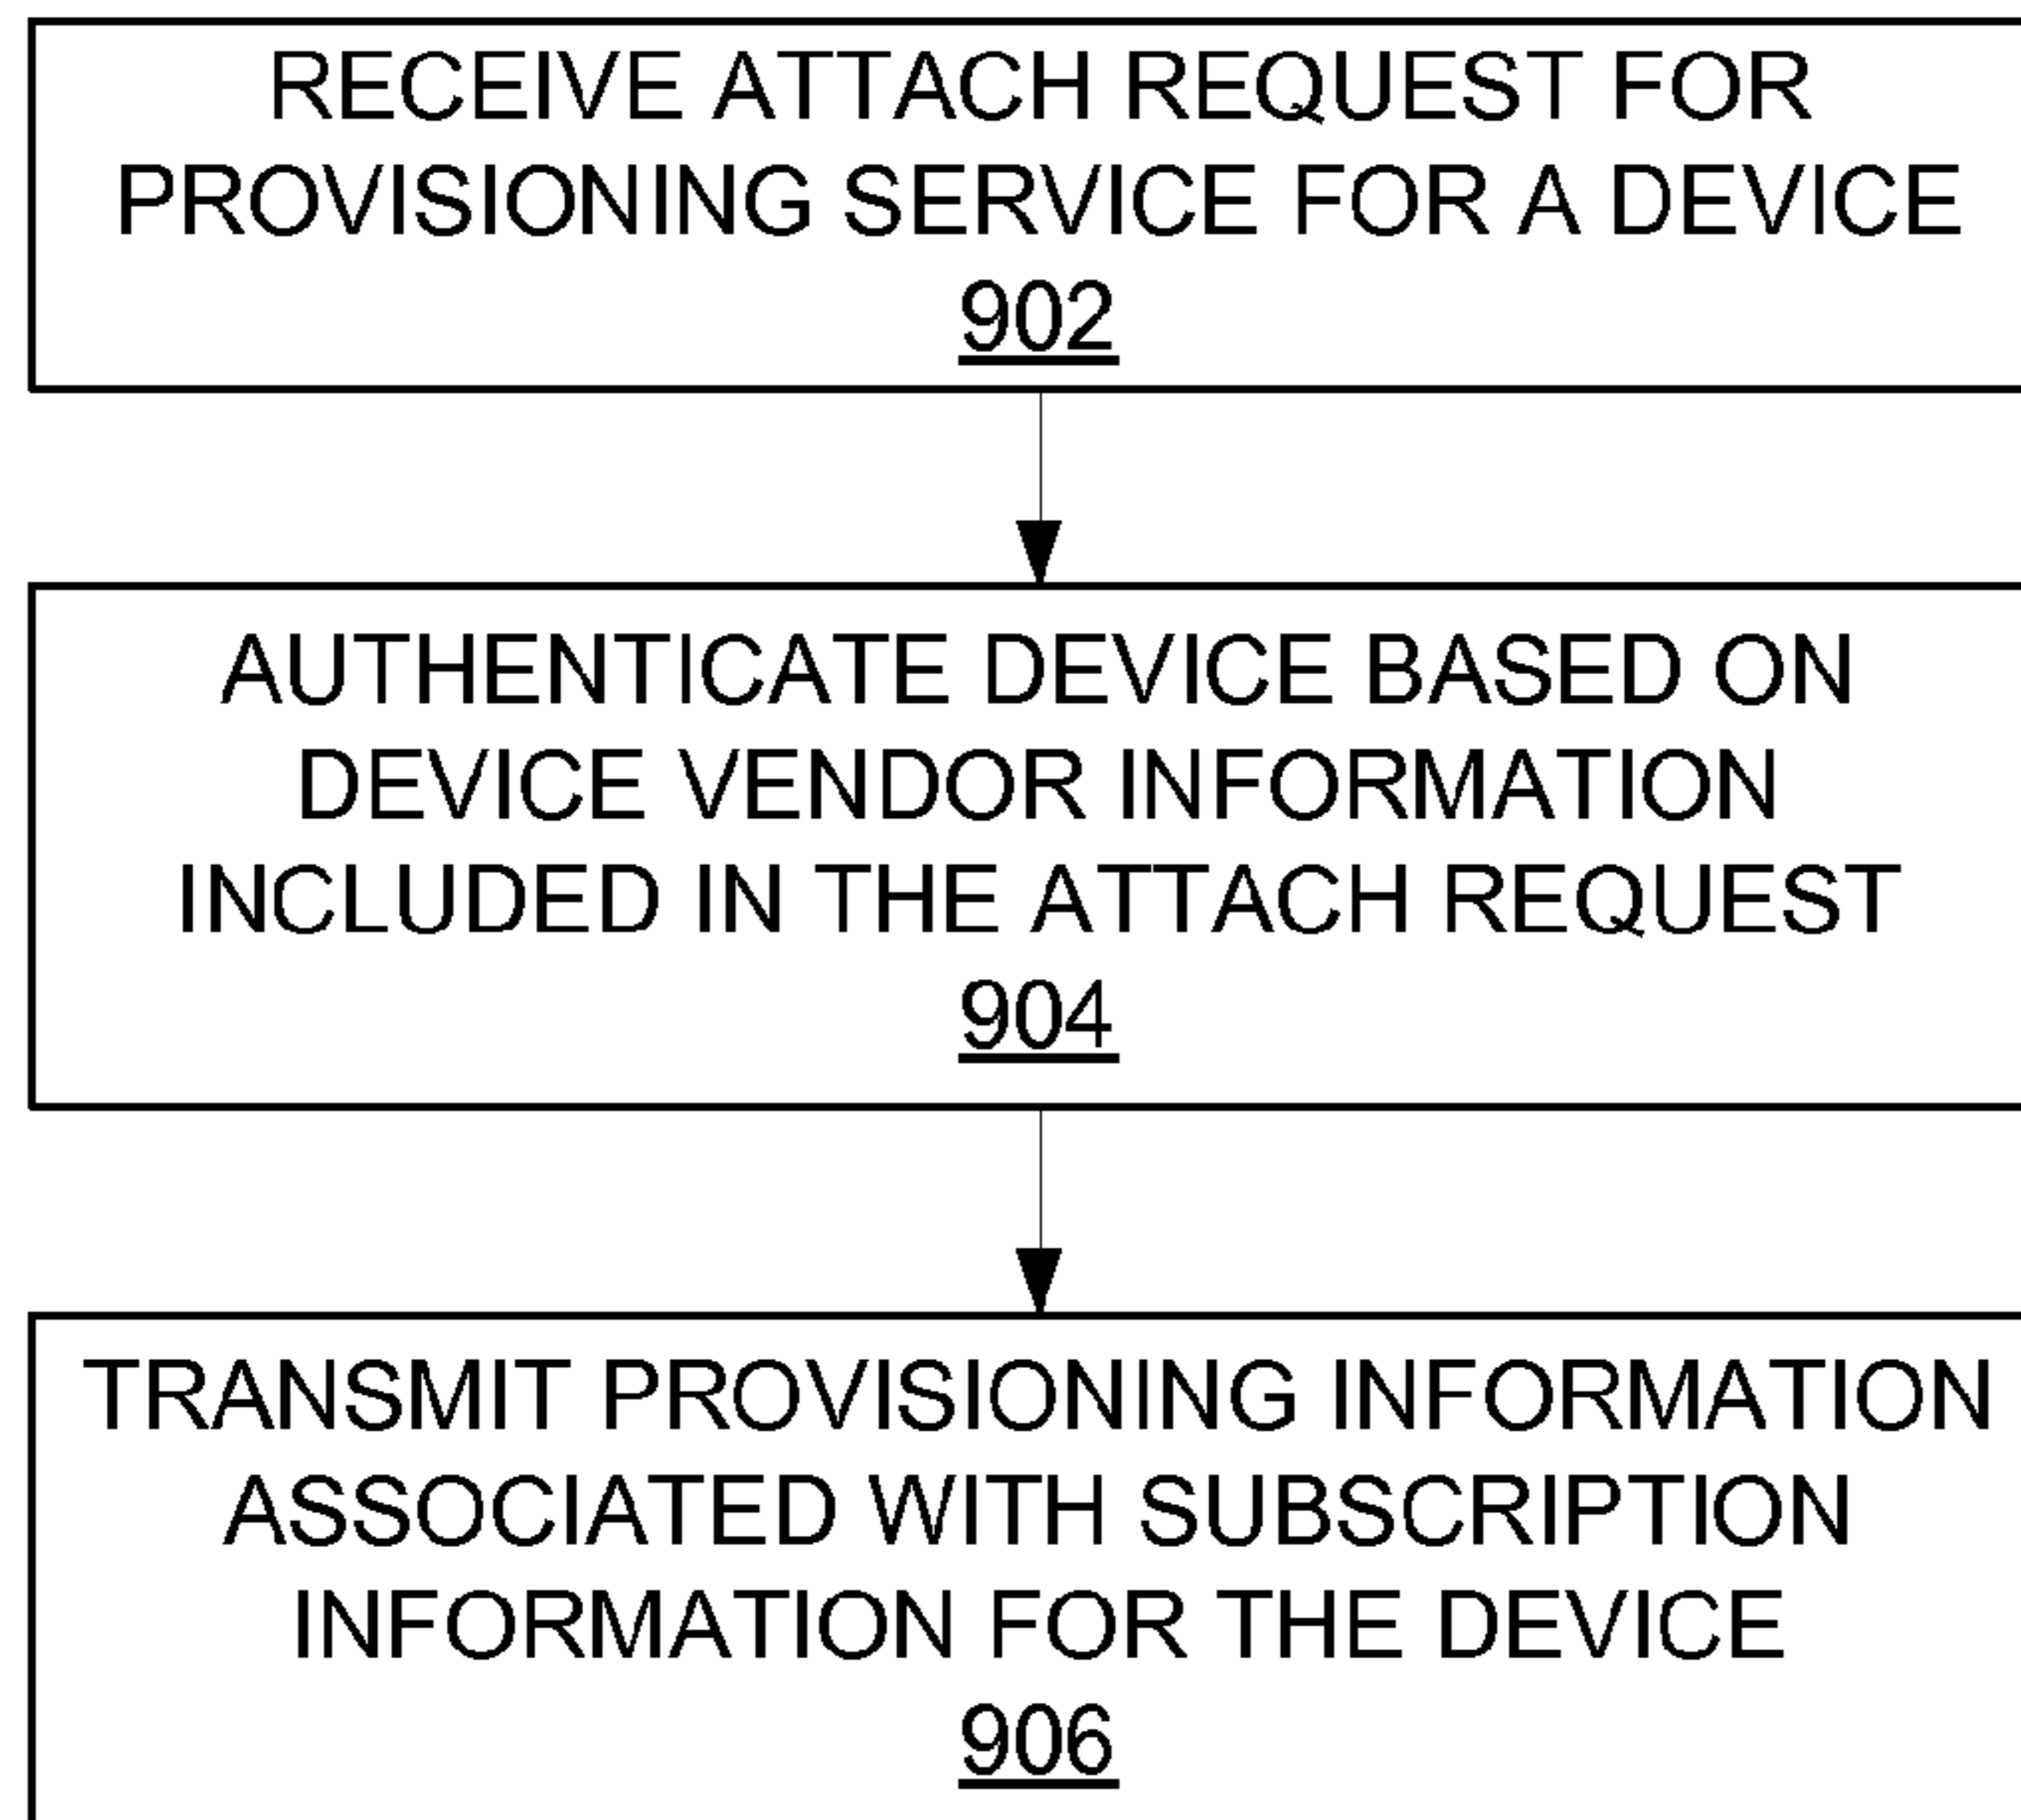 RECEIVE ATTACH REQUEST FOR
PROVISIONING SERVICE FOR A DEVICE
902
AUTHENTICATE DEVICE BASED ON
DEVICE VENDOR INFORMATION
INCLUDED IN THE ATTACH REQUEST
904
TRANSMIT PROVISIONING INFORMATION
ASSOCIATED WITH SUBSCRIPTION
INFORMATION FOR THE DEVICE
906